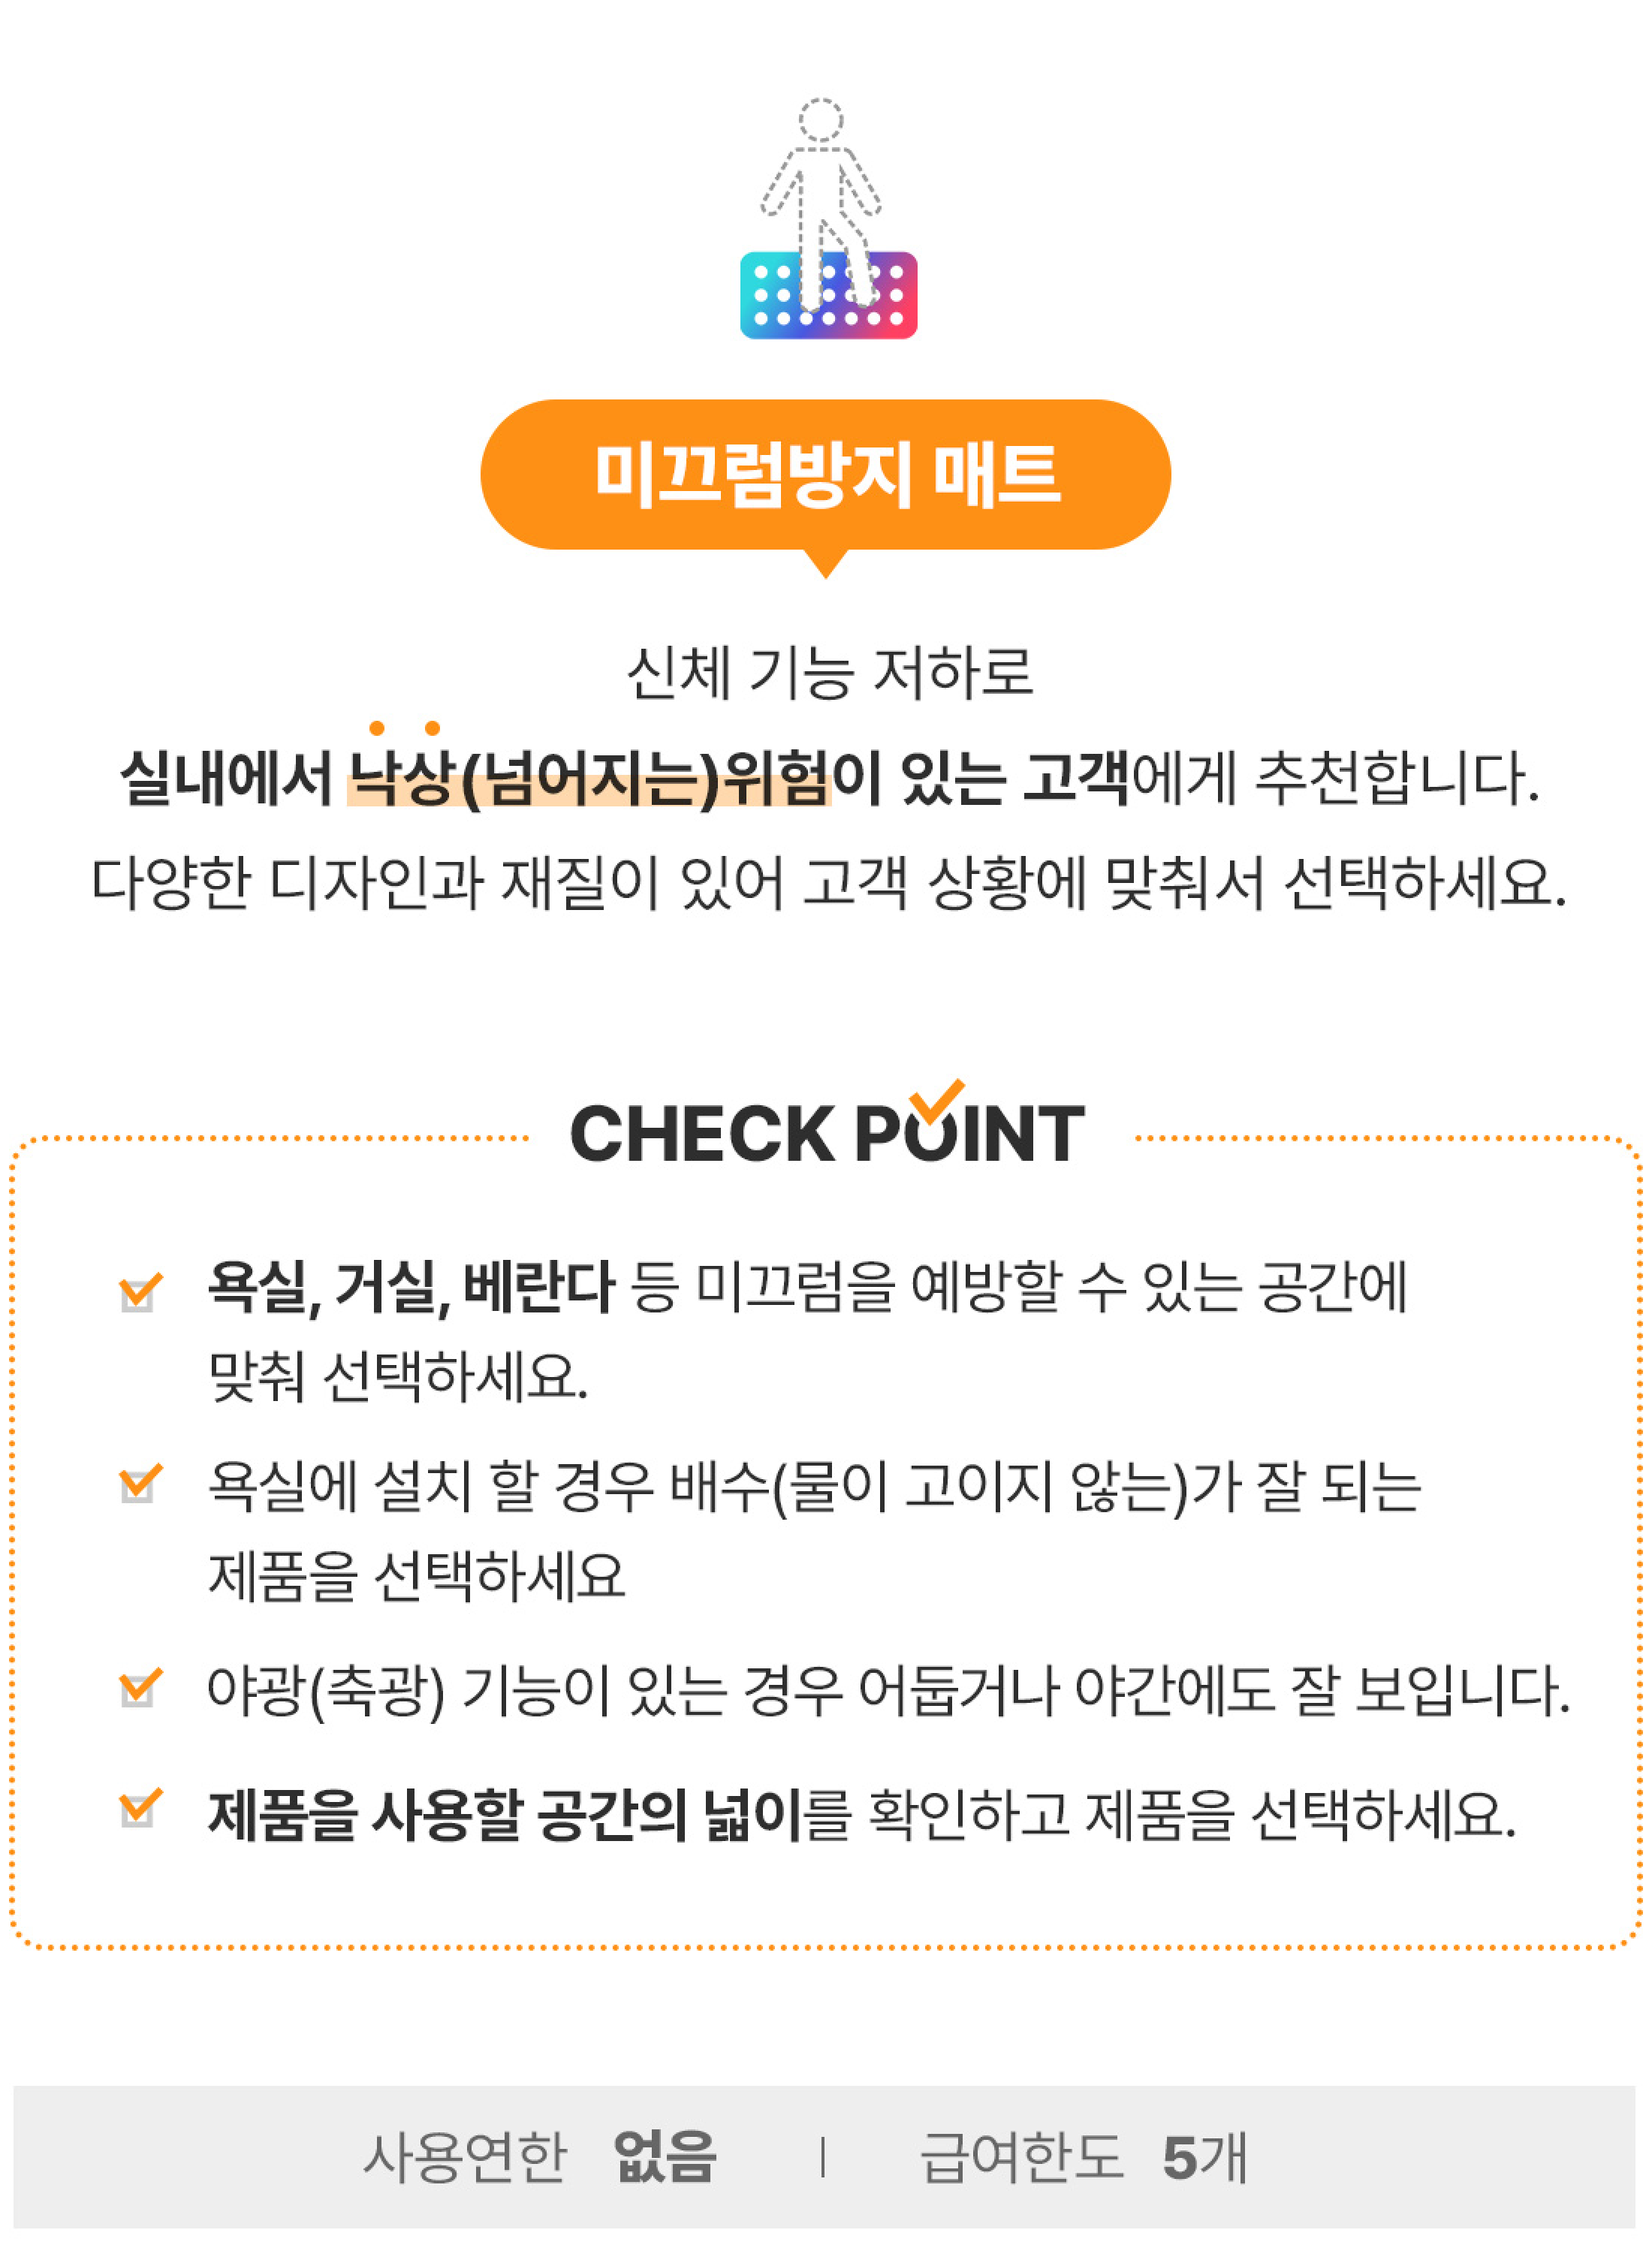 미끄럼방지 매트
신체 기능 저하로
실내에서 낙상(넘어지는)위험이 있는 고객에게 추천합니다.
다양한 디자인과 재질이 있어 고객 상황에 맞춰서 선택하세요.
CHECK POINT
욕실, 거실, 베란다 등 미끄럼을 예방할 수 있는 공간에
맞춰 선택하세요.
욕실에 설치 할 경우 배수(물이 고이지 않는)가 잘 되는
제품을 선택하세요
야광(축광) 기능이 있는 경우 어둡거나 야간에도 잘 보입니다.
제품을 사용할 공간의 넓이를 확인하고 제품을 선택하세요.
사용연한 없음 | 급여한도 5개